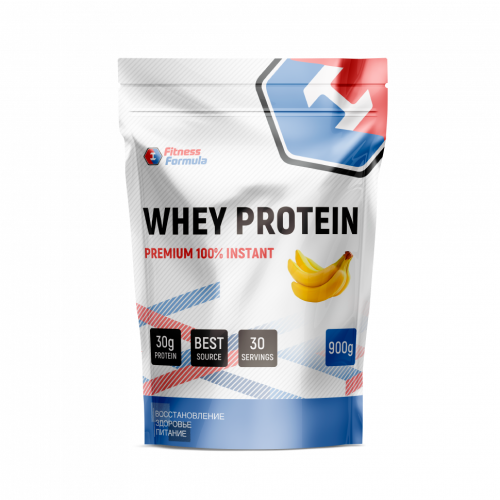 Fitness
Formula
WHEY PROTEIN
PREMIUM 100% INSTANT
30g
PROTEIN
BEST
SOURCE
30
SERVINGS
900g
ВОССТАНОВЛЕНИЕ
ЗДОРОВЬЕ
ПИТАНИЕ